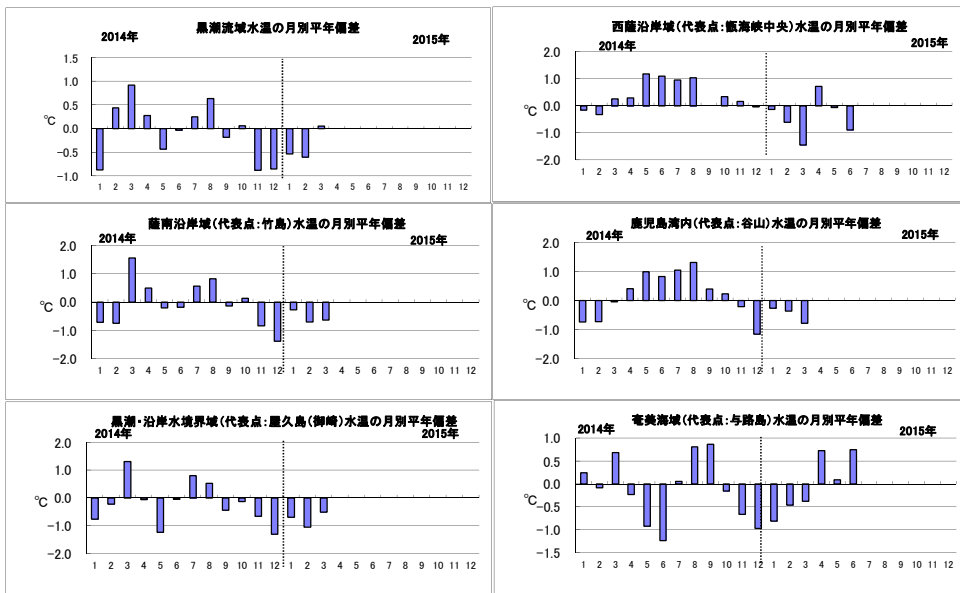 黒潮流域水温の月別平年偏差
2014年
2015年
1.5
1.0
0.5
0.0
-0.5
-1.0
℃
1 2 3 4 5 6 7 8 9 10 11 12 1 2 3 4 5 6 7 8 9 10 11 12
西薩沿岸域(代表点:甑海峡中央)水温の月別平年偏差
2014年
2015年
2.0
1.0
0.0
-1.0
-2.0
℃
1 2 3 4 5 6 7 8 9 10 11 12 1 2 3 4 5 6 7 8 9 10 11 12
薩南沿岸域(代表点:竹島)水温の月別平年偏差
2014年
2015年
2.0
1.0
0.0
-1.0
-2.0
℃
1 2 3 4 5 6 7 8 9 10 11 12 1 2 3 4 5 6 7 8 9 10 11 12
鹿児島湾内(代表点:谷山)水温の月別平年偏差
2014年
2015年
2.0
1.0
0.0
-1.0
-2.0
℃
1 2 3 4 5 6 7 8 9 10 11 12 1 2 3 4 5 6 7 8 9 10 11 12
黒潮・沿岸水境界域(代表点:屋久島(御崎)水温の月別平年偏差
2014年
2015年
2.0
1.0
0.0
-1.0
-2.0
℃
1 2 3 4 5 6 7 8 9 10 11 12 1 2 3 4 5 6 7 8 9 10 11 12
奄美海域(代表点:与路島)水温の月別平年偏差
2014年
2015年
1.0
0.5
0.0
-0.5
-1.0
-1.5
℃
1 2 3 4 5 6 7 8 9 10 11 12 1 2 3 4 5 6 7 8 9 10 11 12